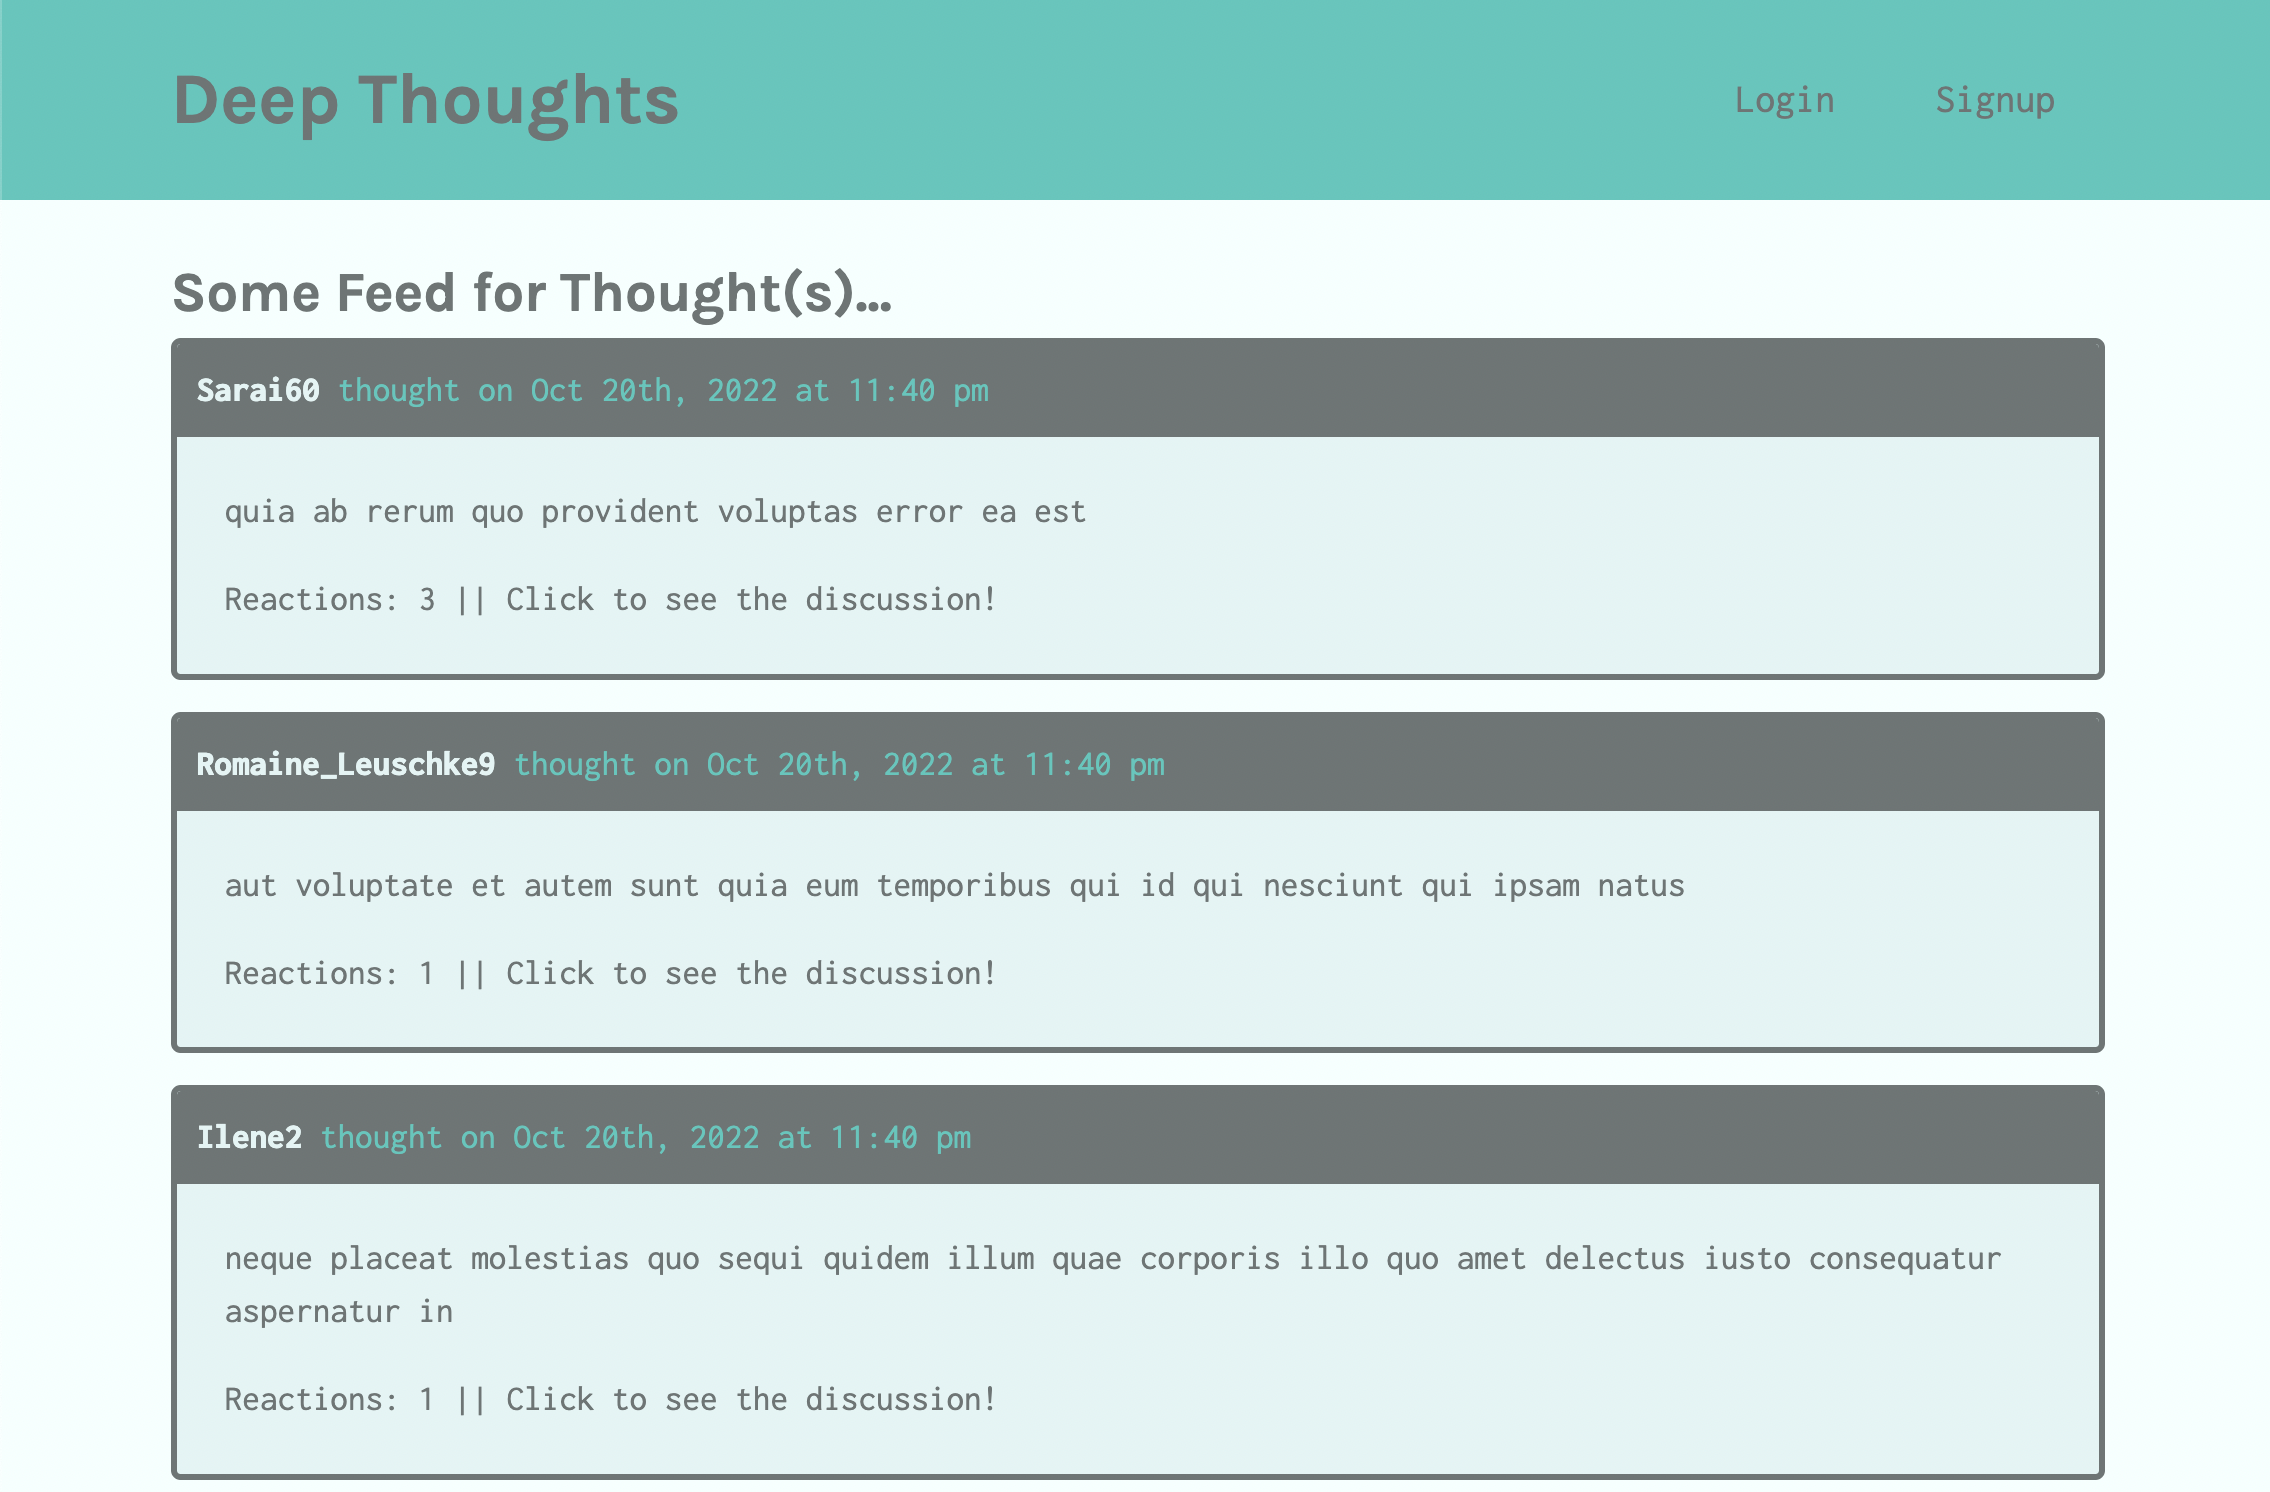 Deep Thoughts
Login Signup
Some Feed for Thought(s)...
Sarai60 thought on Oct 20th, 2022 at 11:40 pm
quia ab rerum quo provident voluptas error ea est
Reactions: 3 || Click to see the discussion!
Romaine_Leuschke9 thought on Oct 20th, 2022 at 11:40 pm
aut voluptate et autem sunt quia eum temporibus qui id qui nesciunt qui ipsam natus
Reactions: 1 || Click to see the discussion!
Ilene2 thought on Oct 20th, 2022 at 11:40 pm
neque placeat molestias quo sequi quidem illum quae corporis illo quo amet delectus iusto consequatur
aspernatur in
Reactions: 1 || Click to see the discussion!